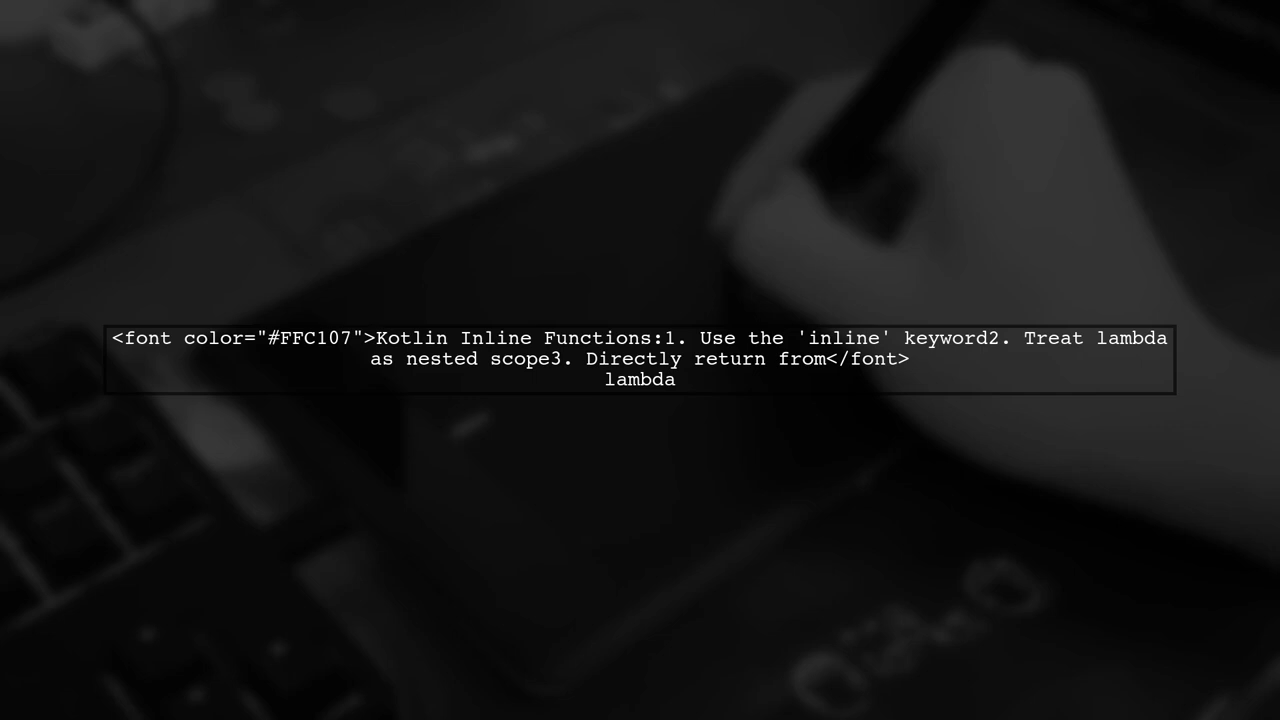 <font color="#FFC107">Kotlin Inline Functions:1. Use the 'inline' keyword2. Treat lambda
as nested scope3. Directly return from</font>
lambda